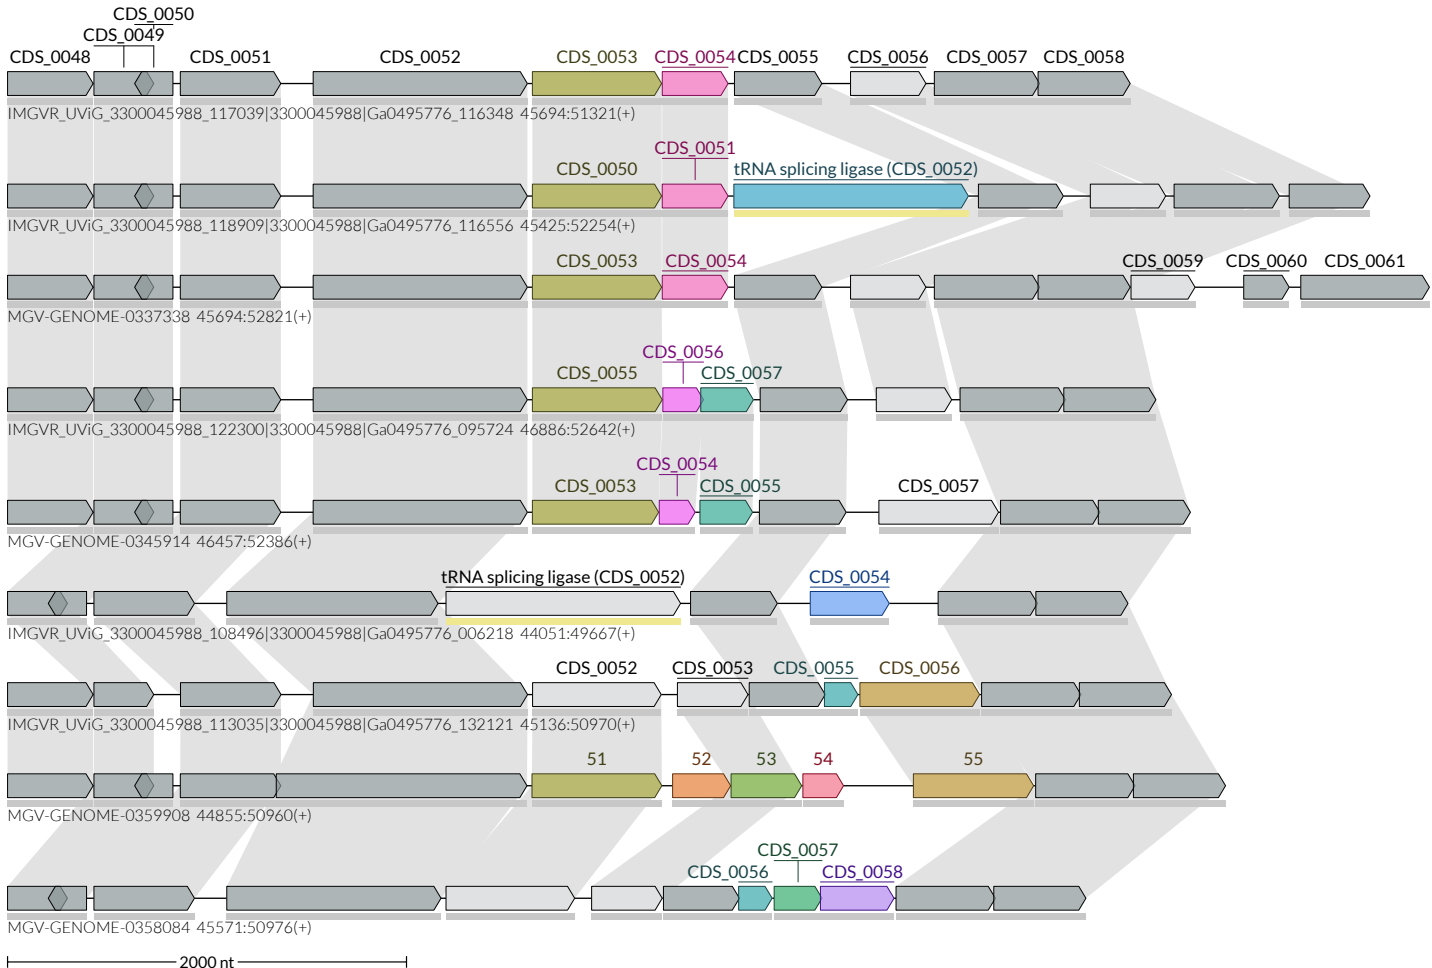 CDS_0050
CDS_0049
CDS_0048 CDS_0051 CDS_0052 CDS_0053 CDS_0054 CDS_0055 CDS_0056 CDS_0057 CDS_0058
IMGVR_UViG_3300045988_117039|3300045988|Ga0495776_116348 45694:51321(+)
CDS_0051
CDS_0050 tRNA splicing ligase (CDS_0052)
IMGVR_UViG_3300045988_118909|3300045988|Ga0495776_116556 45425:52254(+)
CDS_0053 CDS_0054 CDS_0059 CDS_0060 CDS_0061
MGV-GENOME-0337338 45694:52821(+)
CDS_0056
CDS_0055 CDS_0057
IMGVR_UViG_3300045988_122300|3300045988|Ga0495776_095724 46886:52642(+)
CDS_0054
CDS_0053 CDS_0055 CDS_0057
MGV-GENOME-0345914 46457:52386(+)
tRNA splicing ligase (CDS_0052) CDS_0054
IMGVR_UViG_3300045988_108496|3300045988|Ga0495776_006218 44051:49667(+)
CDS_0052 CDS_0053 CDS_0055 CDS_0056
IMGVR_UViG_3300045988_113035|3300045988|Ga0495776_132121 45136:50970(+)
51 52 53 54 55
MGV-GENOME-0359908 44855:50960(+)
CDS_0057
CDS_0056 CDS_0058
MGV-GENOME-0358084 45571:50976(+)
2000 nt